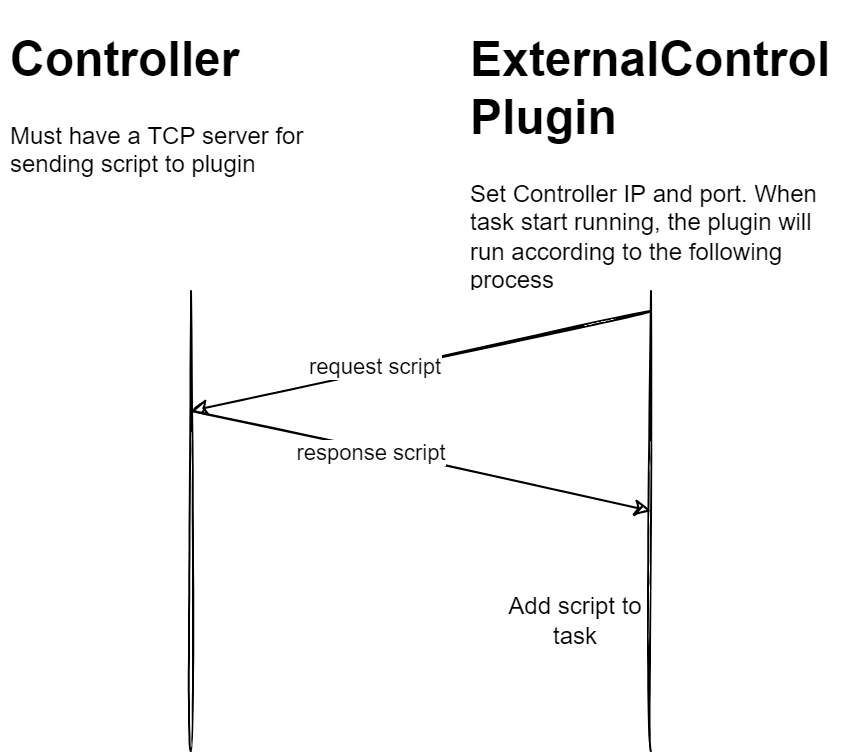 Controller
Must have a TCP server for
sending script to plugin
ExternalControl
Plugin
Set Controller IP and port. When
task start running, the plugin will
run according to the following
process
request script
response script
Add script to
task